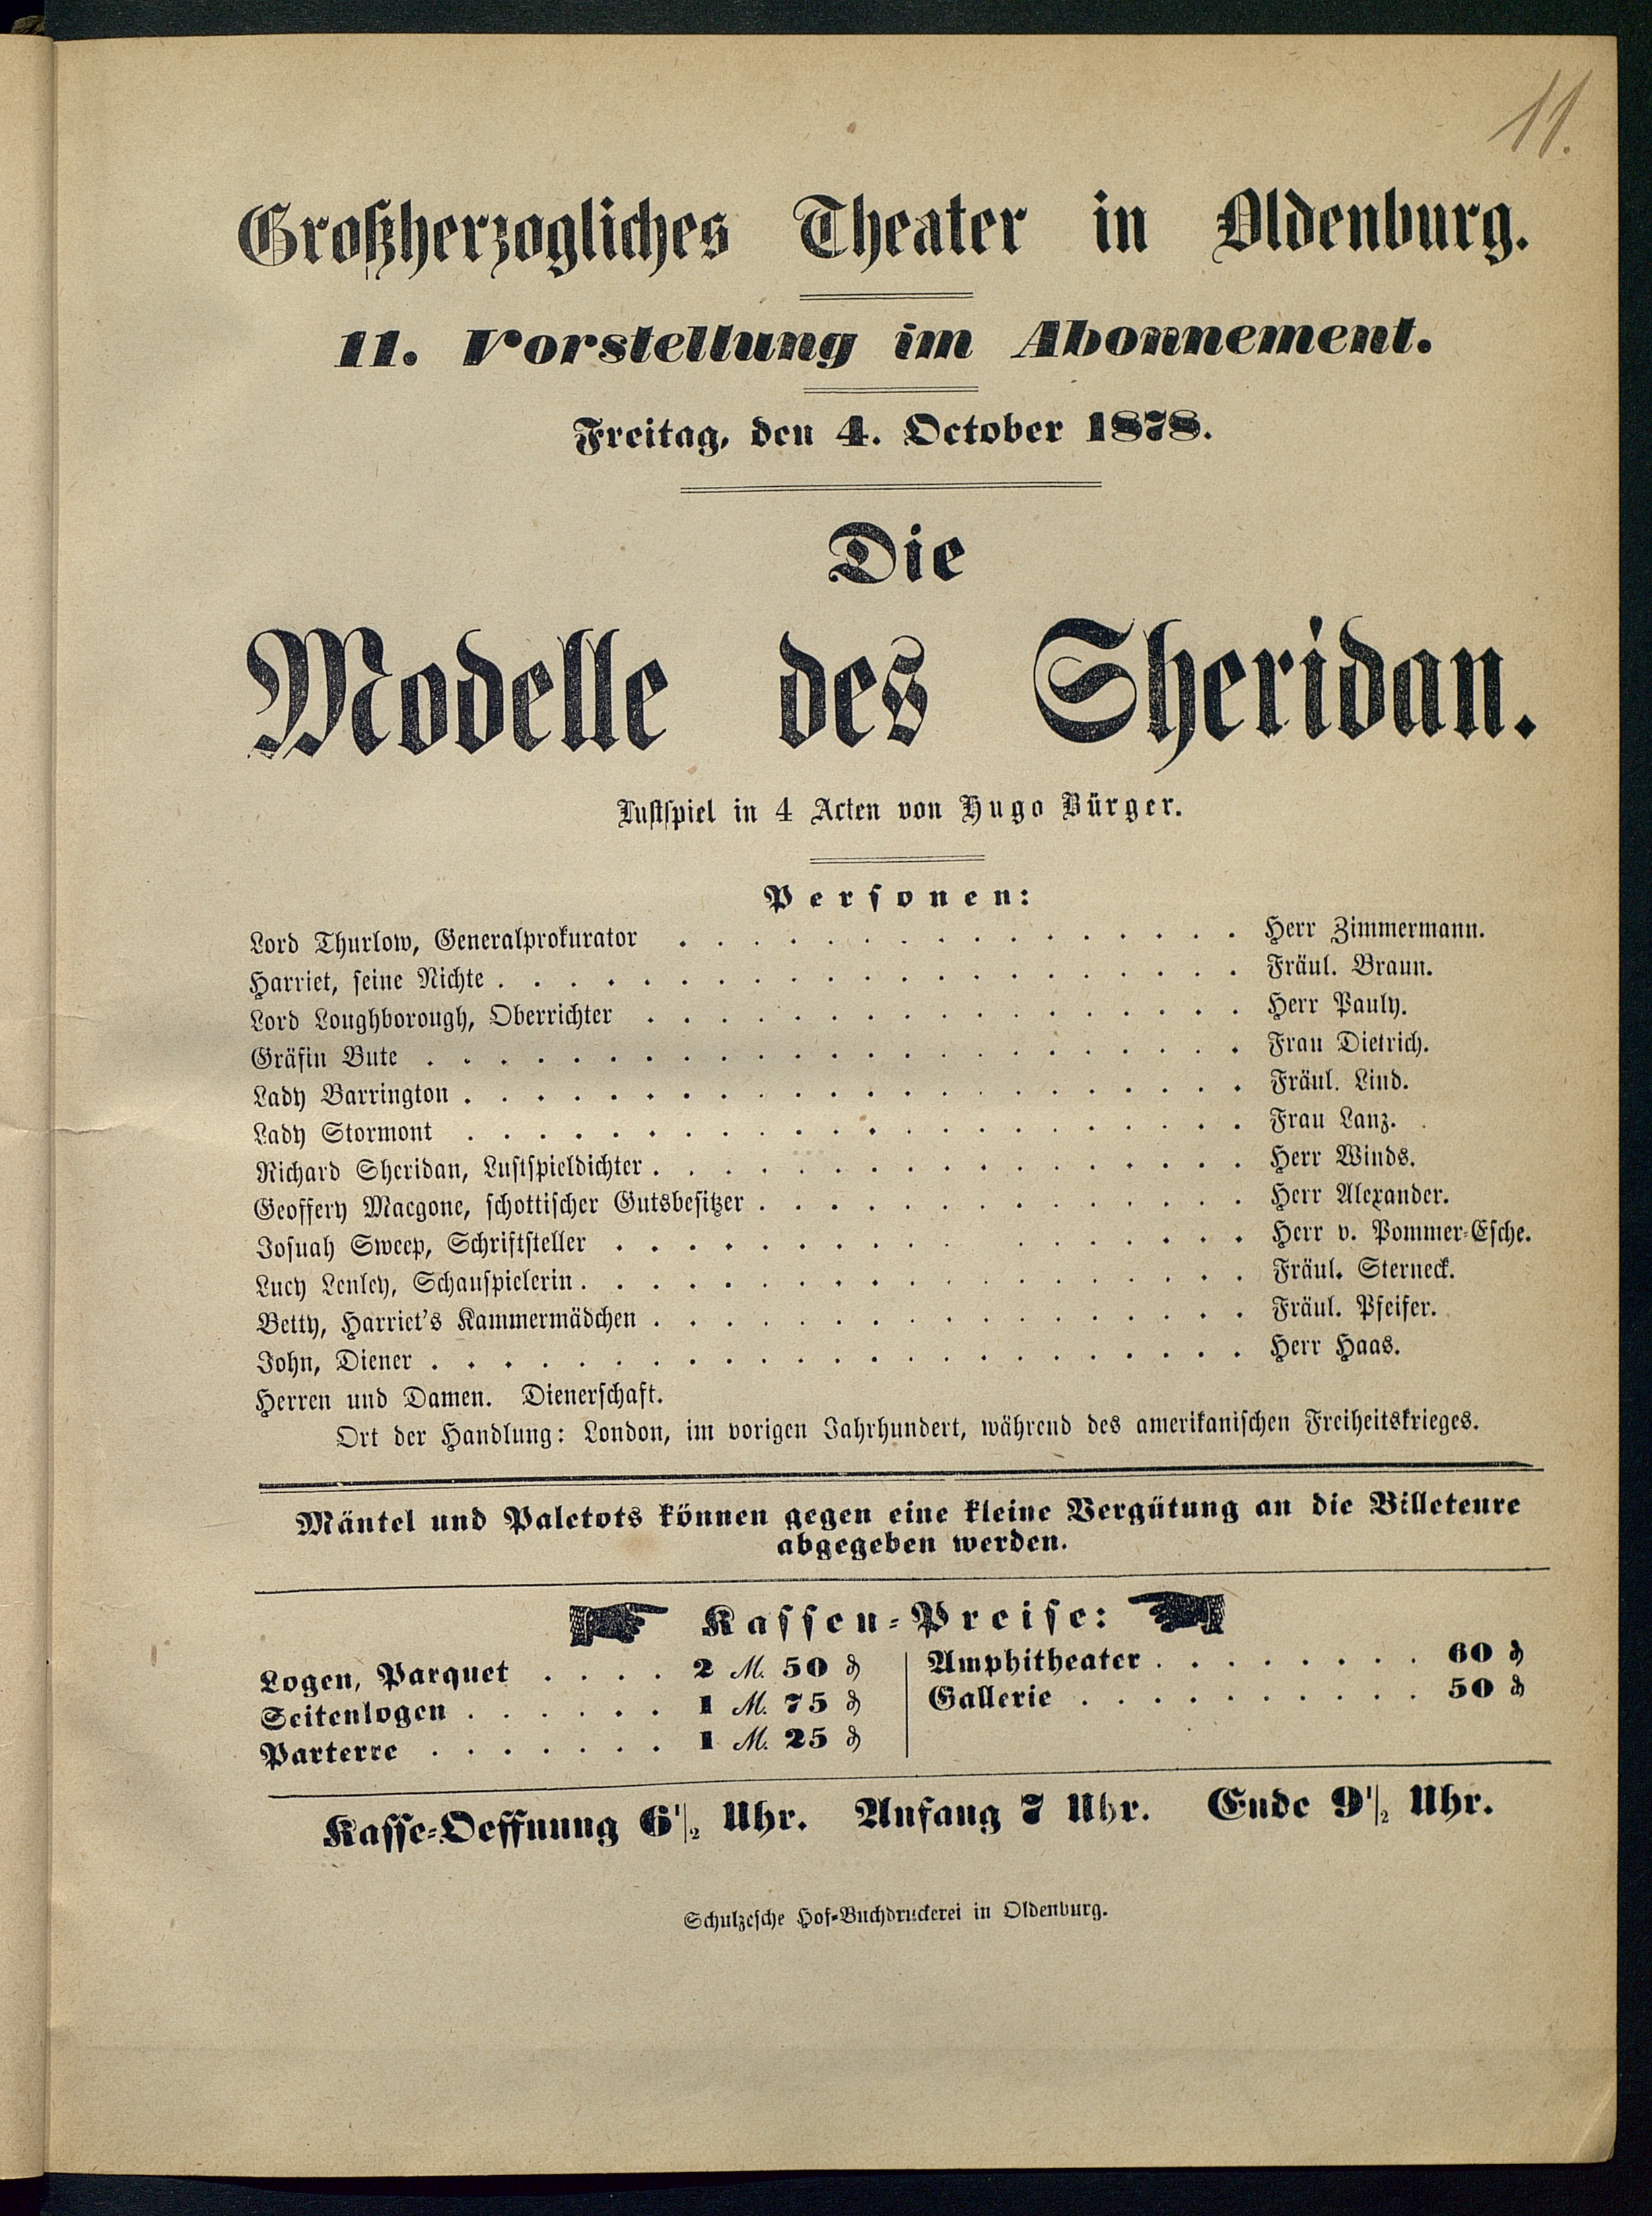 11.
Großherzogliches Theater in Oldenburg.
11. Vorstellung im Abonnement.
Freitag, den 4. October 1878.
Die
Modelle des Sheridan.
Lustspiel in 4 Acten von Hugo Bürger.
Personen:
Lord Thurlow, Generalprokurator . . . . . . . . . . . . . . . . Herr Zimmermann.
Harriet, seine Nichte . . . . . . . . . . . . . . . . . . . . . Fräul. Braun.
Lord Loughborough, Oberrichter . . . . . . . . . . . . . . . . . Herr Pauly.
Gräfin Bute . . . . . . . . . . . . . . . . . . . . . . . Frau Dietrich.
Lady Barrington . . . . . . . . . . . . . . . . . . . . . . Fräul. Lind.
Lady Stormont . . . . . . . . . . . . . . . . . . . . . . Frau Lanz.
Richard Sheridan, Lustspieldichter . . . . . . . . . . . . . . . . . Herr Winds.
Geoffery Macgone, schottischer Gutsbesitzer . . . . . . . . . . . . . . Herr Alexander.
Josuah Sweep, Schriftsteller . . . . . . . . . . . . . . . . . . Herr v. Pommer-Esche.
Lucy Lenley, Schauspielerin . . . . . . . . . . . . . . . . . . . Fräul. Sterneck.
Betty, Harriet's Kammermädchen . . . . . . . . . . . . . . . . . Fräul. Pfeifer.
John, Diener . . . . . . . . . . . . . . . . . . . . . . . Herr Haas.
Herren und Damen. Dienerschaft.
Ort der Handlung: London, im vorigen Jahrhundert, während des amerikanischen Freiheitskrieges.
Mäntel und Paletots können gegen eine kleine Vergütung an die Billeteure
abgegeben werden.
Kassen-Preise:
Logen, Parquet . . . . 2 M. 50 ₰
Seitenlogen . . . . . . 1 M. 75 ₰
Parterre . . . . . . . 1 M. 25 ₰
Amphitheater . . . . . . . . 60 ₰
Gallerie . . . . . . . . . . 50 ₰
Kasse-Oeffnung 6 1/2 Uhr. Anfang 7 Uhr. Ende 9 1/2 Uhr.
Schulzesche Hof-Buchdruckerei in Oldenburg.